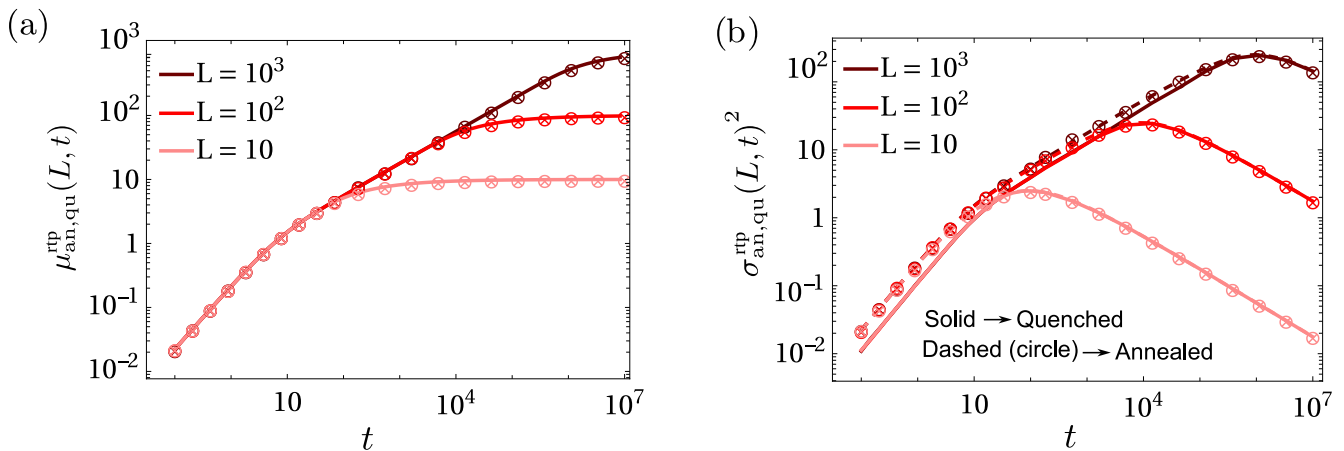 (a)
μ^rtp_an,qu (L, t)
10^3
10^2
10
1
10^−1
10^−2
L = 10^3
L = 10^2
L = 10
10
10^4
10^7
t
(b)
σ^rtp_an,qu (L, t)^2
10^2
10
1
10^−1
10^−2
L = 10^3
L = 10^2
L = 10
Solid → Quenched
Dashed (circle) → Annealed
10
10^4
10^7
t